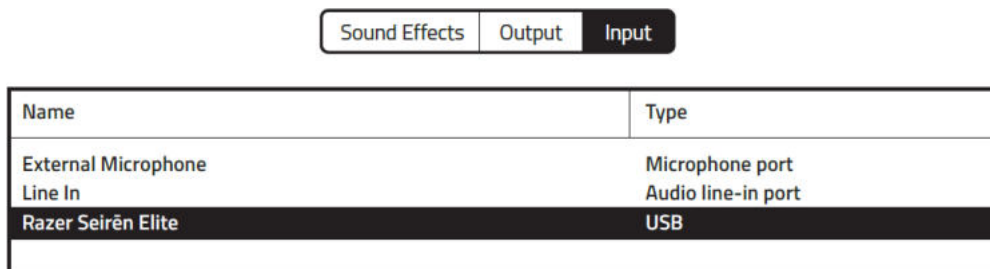 Sound Effects Output Input
Name Type
External Microphone Microphone port
Line In Audio line-in port
Razer Seirēn Elite USB